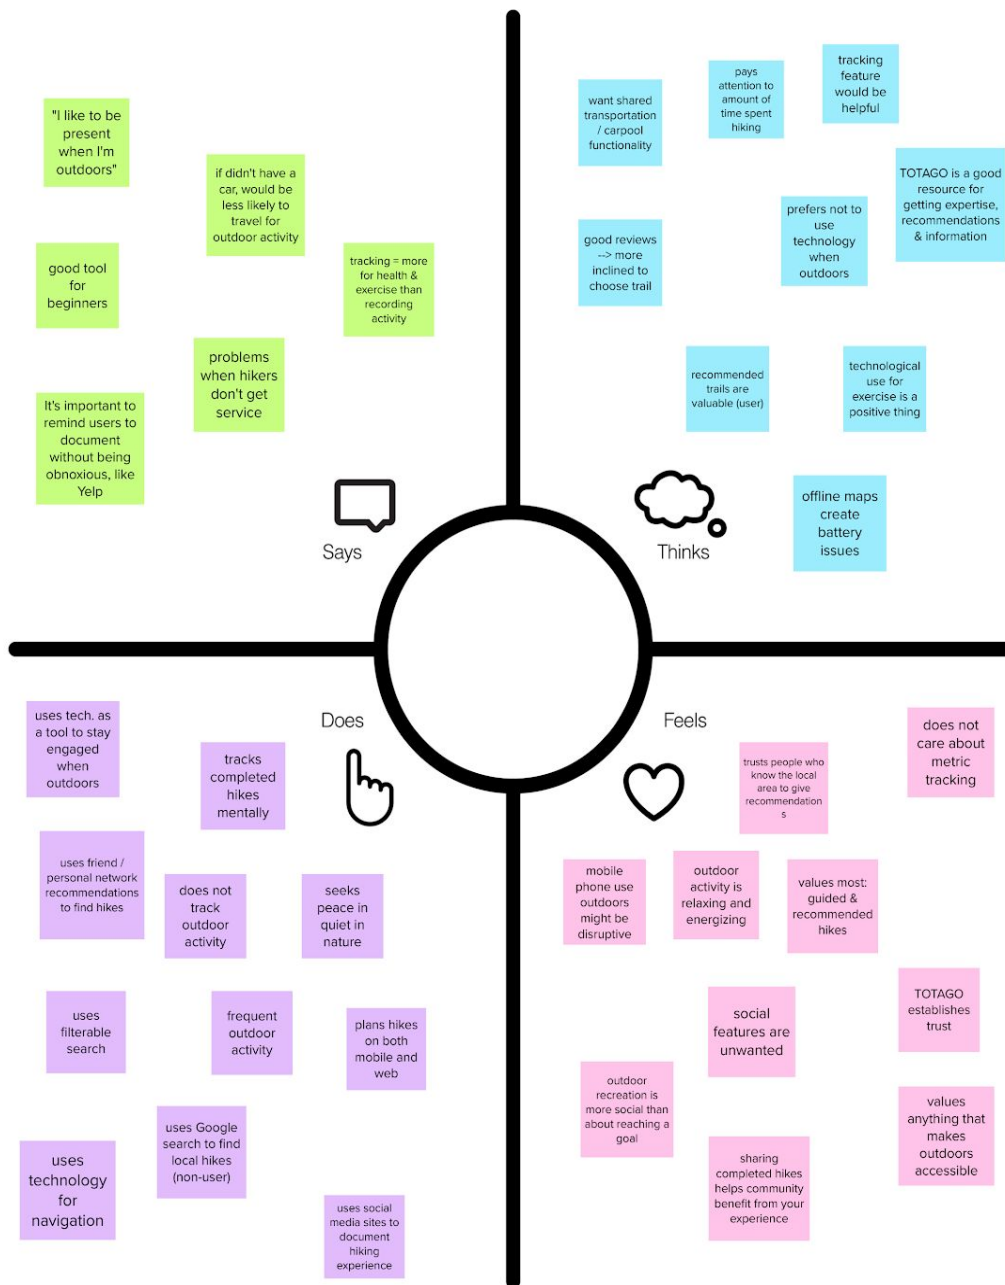 "I like to be
present
when I'm
outdoors"
if didn't have a
car, would be
less likely to
travel for
outdoor activity
good tool
for
beginners
tracking = more
for health &
exercise than
recording
activity
problems
when hikers
don't get
service
It's important to
remind users to
document
without being
obnoxious, like
Yelp
Says
want shared
transportation
/ carpool
functionality
pays
attention to
amount of
time spent
hiking
tracking
feature
would be
helpful
TOTAGO is a good
resource for
getting expertise,
recommendations
& information
good reviews
--> more
inclined to
choose trail
prefers not to
use
technology
when
outdoors
recommended
trails are
valuable (user)
technological
use for
exercise is a
positive thing
offline maps
create
battery
issues
Thinks
Does
uses tech. as
a tool to stay
engaged
when
outdoors
tracks
completed
hikes
mentally
uses friend /
personal network
recommendations
to find hikes
does not
track
outdoor
activity
seeks
peace in
quiet in
nature
uses
filterable
search
frequent
outdoor
activity
plans hikes
on both
mobile and
web
uses Google
search to find
local hikes
(non-user)
uses
technology
for
navigation
uses social
media sites to
document
hiking
experience
Feels
does not
care about
metric
tracking
trusts people who
know the local
area to give
recommendation
s
mobile
phone use
outdoors
might be
disruptive
outdoor
activity is
relaxing and
energizing
values most:
guided &
recommended
hikes
TOTAGO
establishes
trust
social
features are
unwanted
outdoor
recreation is
more social than
about reaching a
goal
values
anything that
makes
outdoors
accessible
sharing
completed hikes
helps community
benefit from your
experience